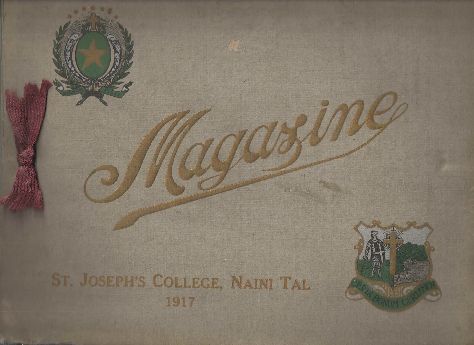 Magazine
ST. JOSEPH'S COLLEGE, NAINI TAL
1917